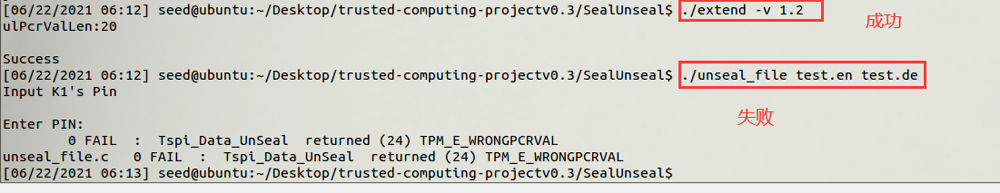 [06/22/2021 06:12] seed@ubuntu:~/Desktop/trusted-computing-projectv0.3/SealUnseal$ ./extend -v 1.2
成功
ulPcrValLen:20
Success
[06/22/2021 06:12] seed@ubuntu:~/Desktop/trusted-computing-projectv0.3/SealUnseal$ ./unseal_file test.en test.de
Input K1's Pin
失败
Enter PIN:
0 FAIL : Tspi_Data_UnSeal returned (24) TPM_E_WRONGPCRVAL
unseal_file.c 0 FAIL : Tspi_Data_UnSeal returned (24) TPM_E_WRONGPCRVAL
[06/22/2021 06:13] seed@ubuntu:~/Desktop/trusted-computing-projectv0.3/SealUnseal$